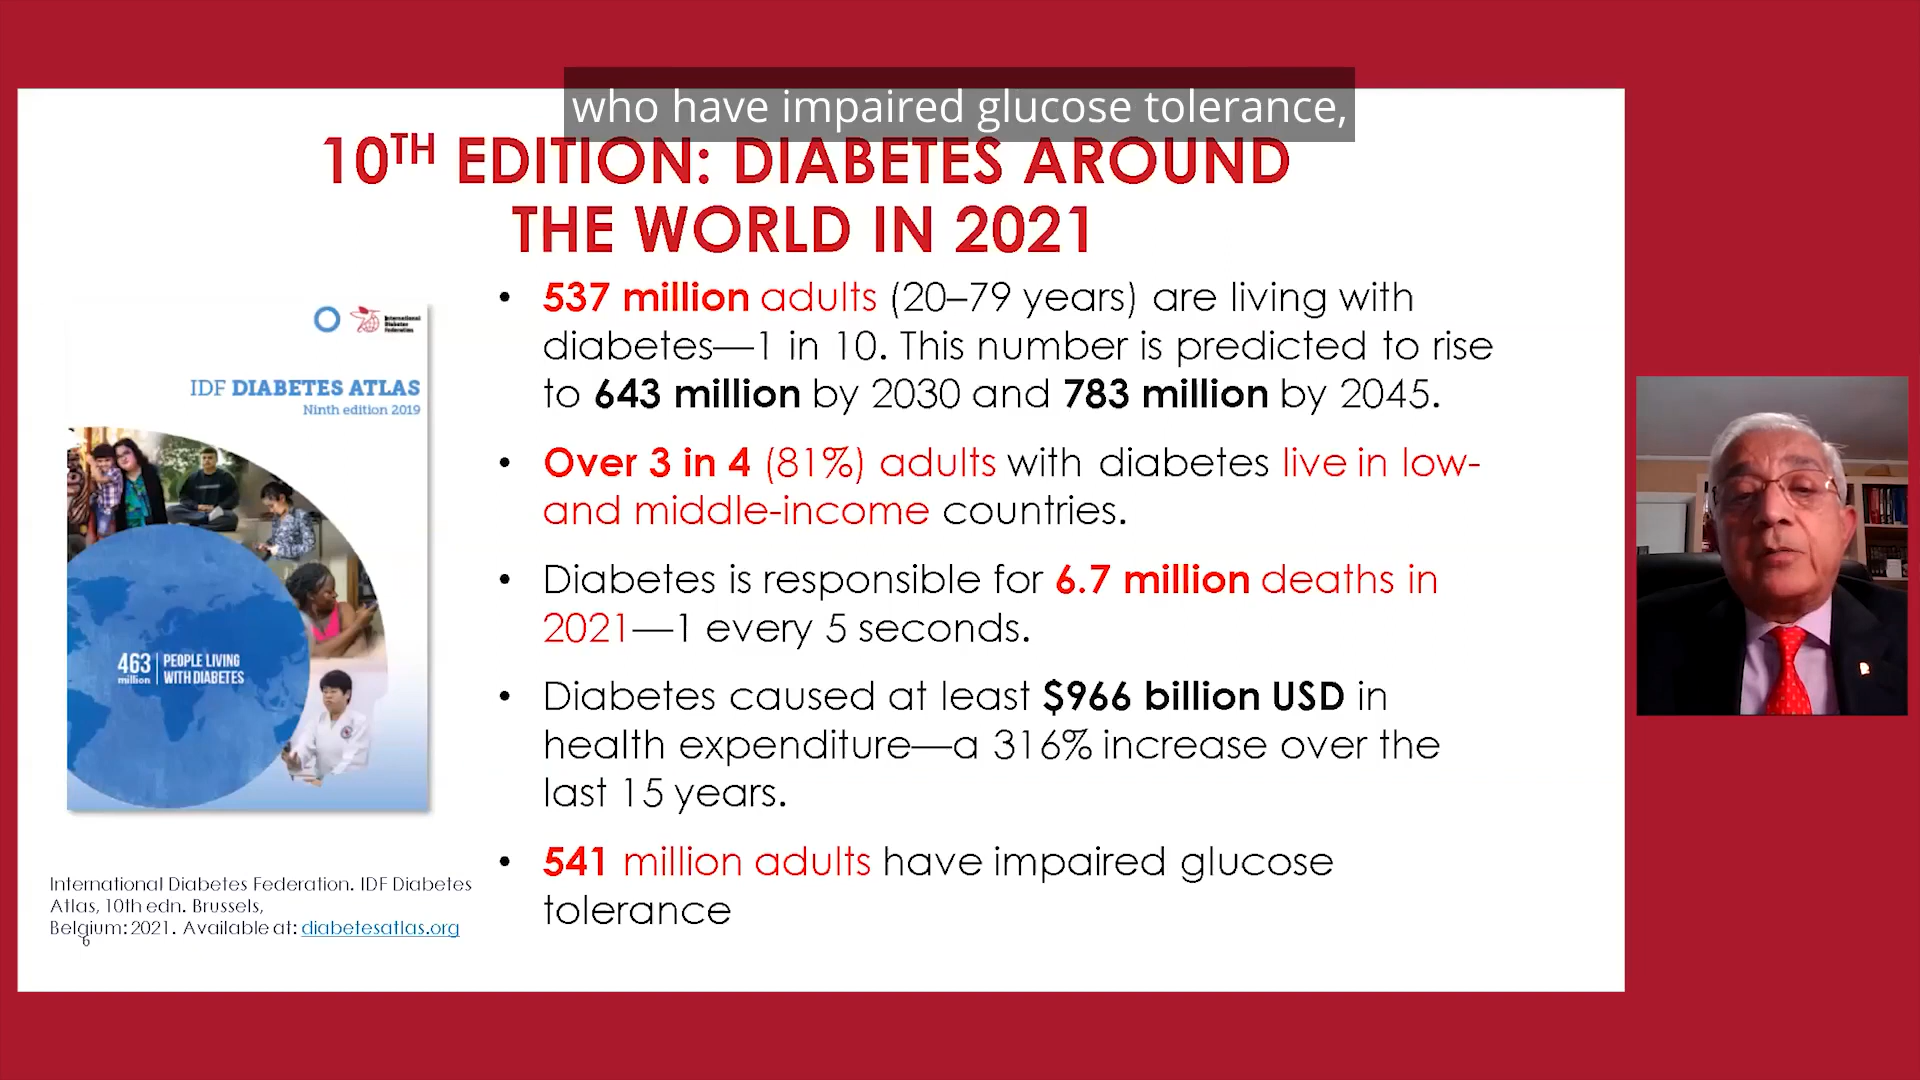 who have impaired glucose tolerance,
10TH EDITION: DIABETES AROUND
THE WORLD IN 2021
• 537 million adults (20–79 years) are living with
diabetes—1 in 10. This number is predicted to rise
to 643 million by 2030 and 783 million by 2045.
• Over 3 in 4 (81%) adults with diabetes live in low-
and middle-income countries.
• Diabetes is responsible for 6.7 million deaths in
2021—1 every 5 seconds.
• Diabetes caused at least $966 billion USD in
health expenditure—a 316% increase over the
last 15 years.
• 541 million adults have impaired glucose
tolerance
International
Diabetes
Federation
IDF DIABETES ATLAS
Ninth edition 2019
463 million | PEOPLE LIVING
WITH DIABETES
International Diabetes Federation. IDF Diabetes
Atlas, 10th edn. Brussels,
Belgium: 2021. Available at: diabetesatlas.org
6